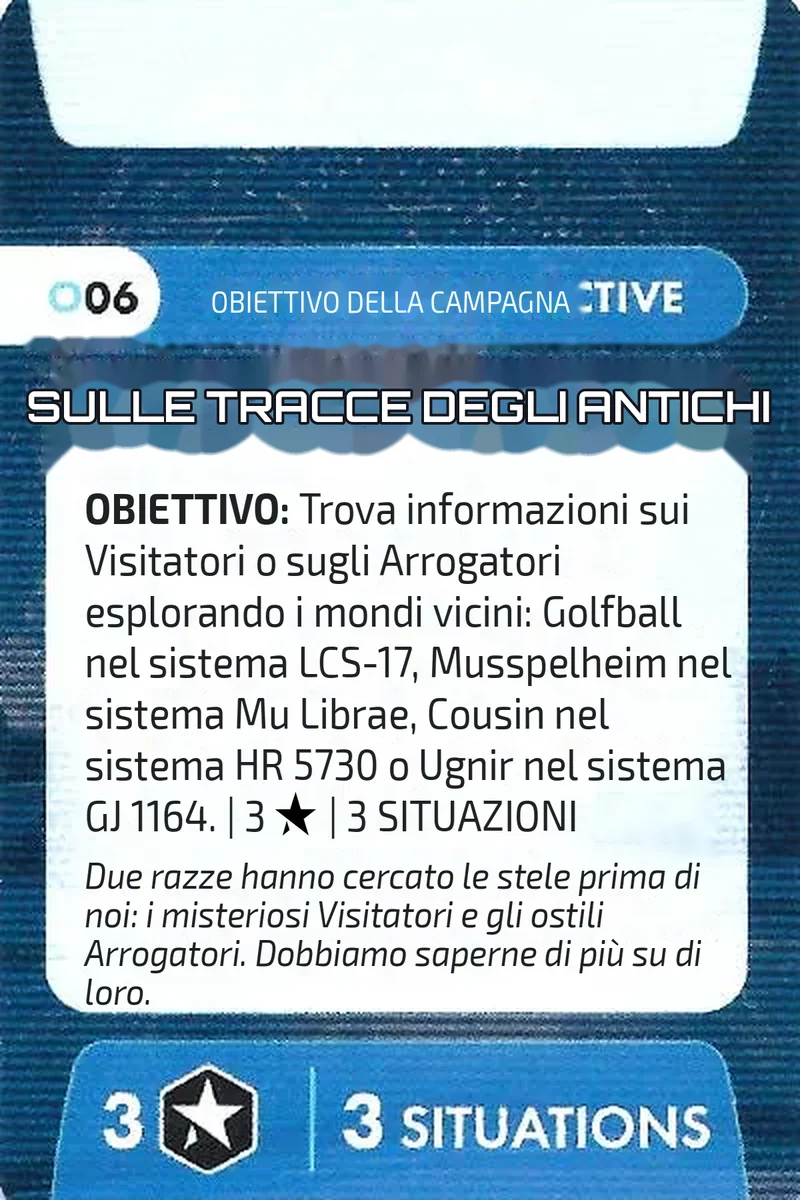 006
OBIETTIVO DELLA CAMPAGNA CTIVE
SULLE TRACCE DEGLI ANTICHI
OBIETTIVO: Trova informazioni sui
Visitatori o sugli Arrogatori
esplorando i mondi vicini: Golfball
nel sistema LCS-17, Musspelheim nel
sistema Mu Librae, Cousin nel
sistema HR 5730 o Ugnir nel sistema
GJ 1164. | 3 ★ | 3 SITUAZIONI
Due razze hanno cercato le stele prima di
noi: i misteriosi Visitatori e gli ostili
Arrogatori. Dobbiamo saperne di più su di
loro.
3 ★ | 3 SITUATIONS